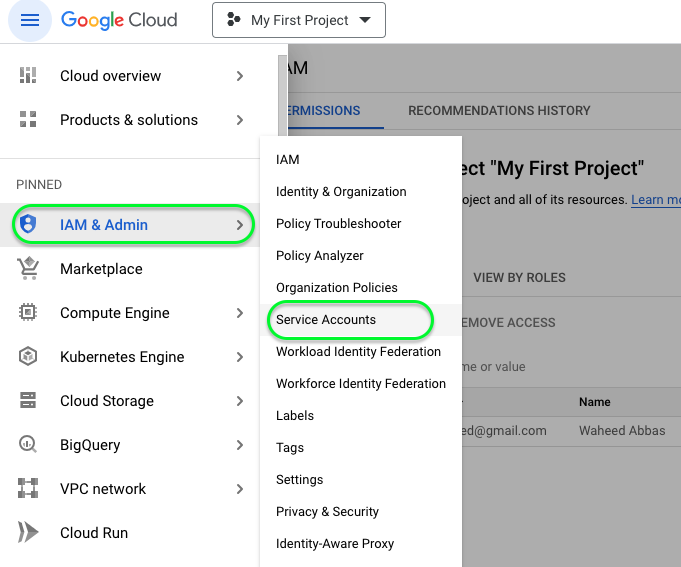 Google Cloud
My First Project
Cloud overview
Products & solutions
PINNED
IAM & Admin
Marketplace
Compute Engine
Kubernetes Engine
Cloud Storage
BigQuery
VPC network
Cloud Run
IAM
Identity & Organization
Policy Troubleshooter
Policy Analyzer
Organization Policies
Service Accounts
Workload Identity Federation
Workforce Identity Federation
Labels
Tags
Settings
Privacy & Security
Identity-Aware Proxy
AM
ERMISSIONS
RECOMMENDATIONS HISTORY
ect "My First Project"
oject and all of its resources. Learn mo
VIEW BY ROLES
EMOVE ACCESS
me or value
Name
ed@gmail.com
Waheed Abbas